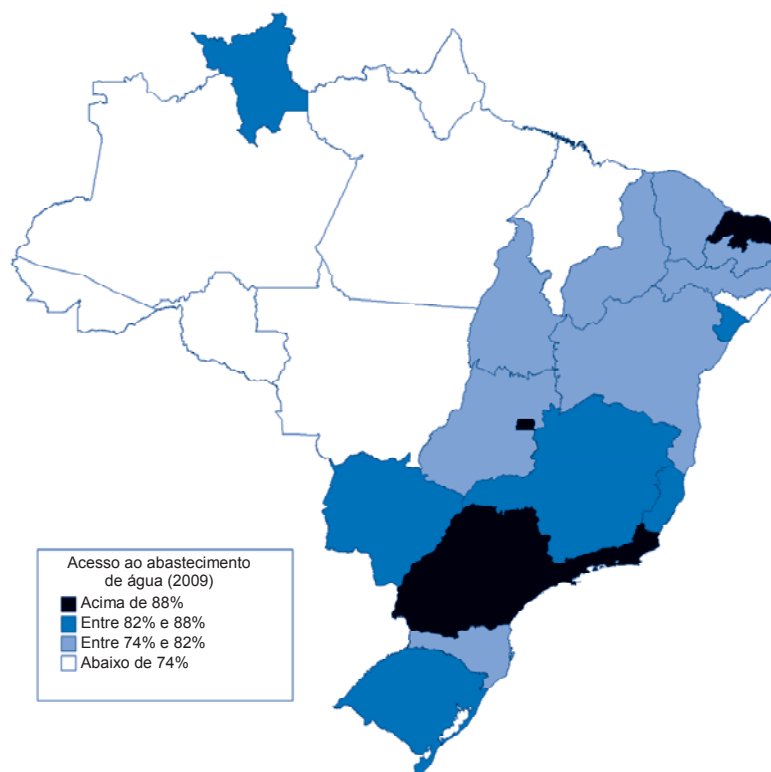 Acesso ao abastecimento
de água (2009)
Acima de 88%
Entre 82% e 88%
Entre 74% e 82%
Abaixo de 74%